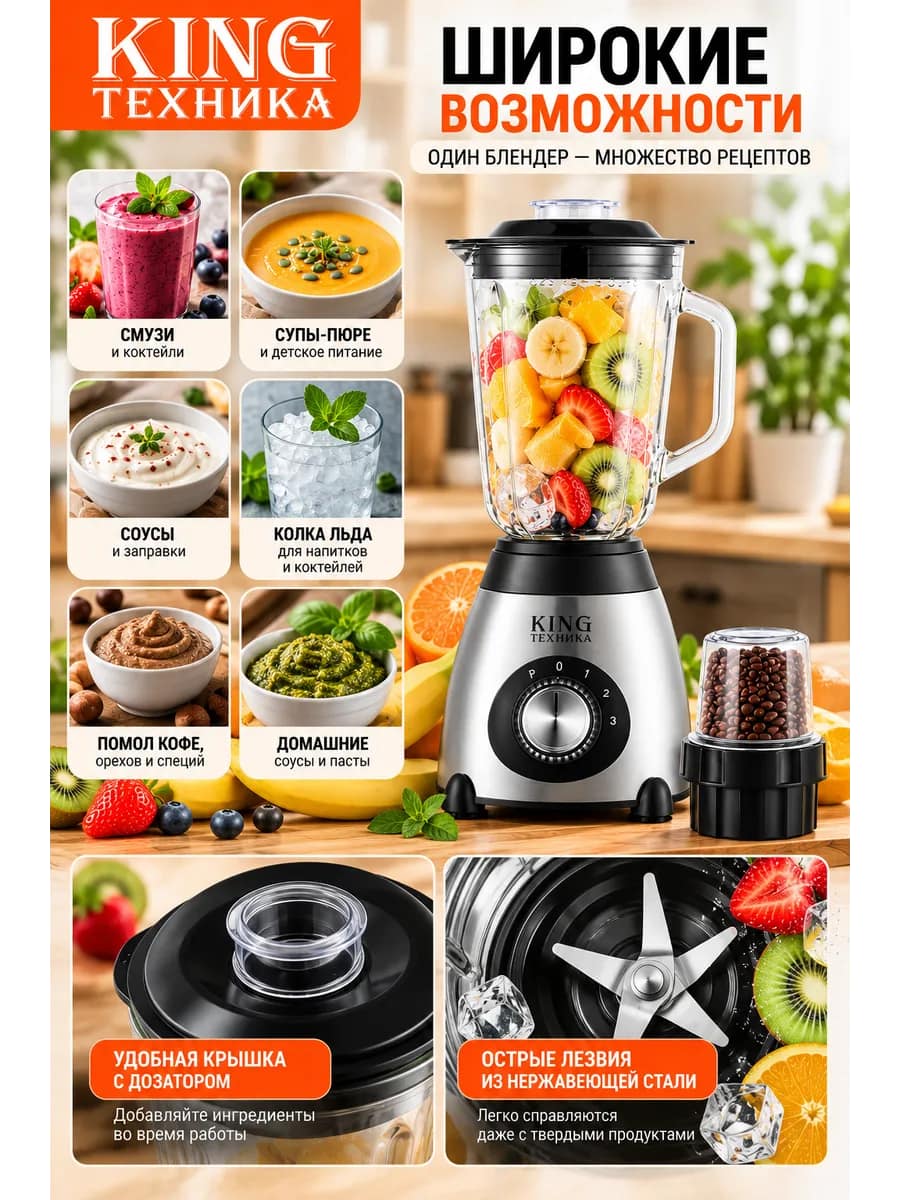 KING
ТЕХНИКА
ШИРОКИЕ
ВОЗМОЖНОСТИ
ОДИН БЛЕНДЕР — МНОЖЕСТВО РЕЦЕПТОВ
СМУЗИ
и коктейли
СУПЫ-ПЮРЕ
и детское питание
СОУСЫ
и заправки
КОЛКА ЛЬДА
для напитков
и коктейлей
ПОМОЛ КОФЕ,
орехов и специй
ДОМАШНИЕ
соусы и пасты
KING
ТЕХНИКА
P 0 1 2 3
УДОБНАЯ КРЫШКА
С ДОЗАТОРОМ
Добавляйте ингредиенты
во время работы
ОСТРЫЕ ЛЕЗВИЯ
ИЗ НЕРЖАВЕЮЩЕЙ СТАЛИ
Легко справляются
даже с твердыми продуктами